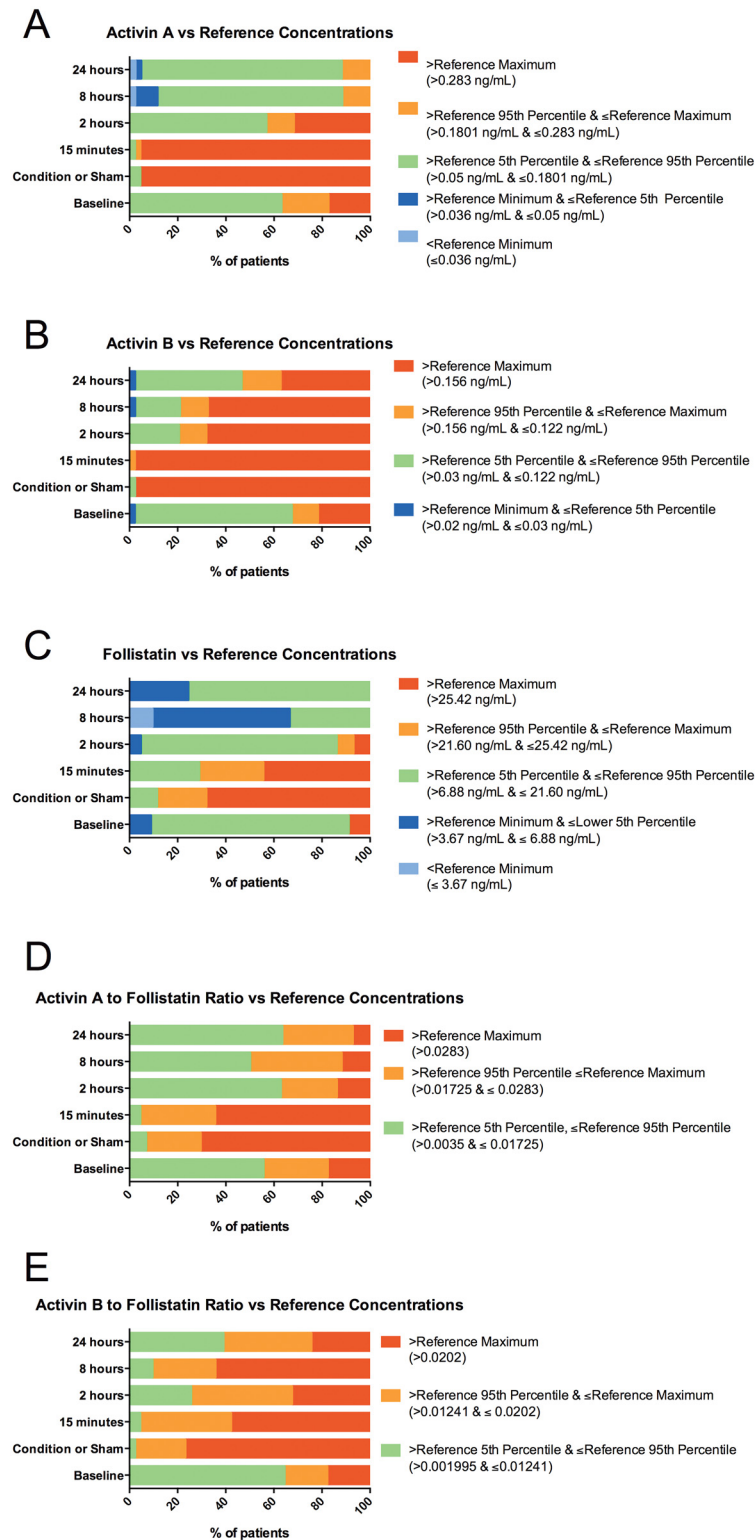 A
Activin A vs Reference Concentrations
24 hours
8 hours
2 hours
15 minutes
Condition or Sham
Baseline
0 20 40 60 80 100
% of patients
>Reference Maximum
(>0.283 ng/mL)
>Reference 95th Percentile & ≤Reference Maximum
(>0.1801 ng/mL & ≤0.283 ng/mL)
>Reference 5th Percentile & ≤Reference 95th Percentile
(>0.05 ng/mL & ≤0.1801 ng/mL)
>Reference Minimum & ≤Reference 5th Percentile
(>0.036 ng/mL & ≤0.05 ng/mL)
<Reference Minimum
(≤0.036 ng/mL)
B
Activin B vs Reference Concentrations
24 hours
8 hours
2 hours
15 minutes
Condition or Sham
Baseline
0 20 40 60 80 100
% of patients
>Reference Maximum
(>0.156 ng/mL)
>Reference 95th Percentile & ≤Reference Maximum
(>0.156 ng/mL & ≤0.122 ng/mL)
>Reference 5th Percentile & ≤Reference 95th Percentile
(>0.03 ng/mL & ≤0.122 ng/mL)
>Reference Minimum & ≤Reference 5th Percentile
(>0.02 ng/mL & ≤0.03 ng/mL)
C
Follistatin vs Reference Concentrations
24 hours
8 hours
2 hours
15 minutes
Condition or Sham
Baseline
0 20 40 60 80 100
% of patients
>Reference Maximum
(>25.42 ng/mL)
>Reference 95th Percentile & ≤Reference Maximum
(>21.60 ng/mL & ≤25.42 ng/mL)
>Reference 5th Percentile & ≤Reference 95th Percentile
(>6.88 ng/mL & ≤ 21.60 ng/mL)
>Reference Minimum & ≤Lower 5th Percentile
(>3.67 ng/mL & ≤ 6.88 ng/mL)
<Reference Minimum
(≤ 3.67 ng/mL)
D
Activin A to Follistatin Ratio vs Reference Concentrations
24 hours
8 hours
2 hours
15 minutes
Condition or Sham
Baseline
0 20 40 60 80 100
% of patients
>Reference Maximum
(>0.0283)
>Reference 95th Percentile ≤Reference Maximum
(>0.01725 & ≤ 0.0283)
>Reference 5th Percentile, ≤Reference 95th Percentile
(>0.0035 & ≤ 0.01725)
E
Activin B to Follistatin Ratio vs Reference Concentrations
24 hours
8 hours
2 hours
15 minutes
Condition or Sham
Baseline
0 20 40 60 80 100
% of patients
>Reference Maximum
(>0.0202)
>Reference 95th Percentile & ≤Reference Maximum
(>0.01241 & ≤ 0.0202)
>Reference 5th Percentile & ≤Reference 95th Percentile
(>0.001995 & ≤0.01241)